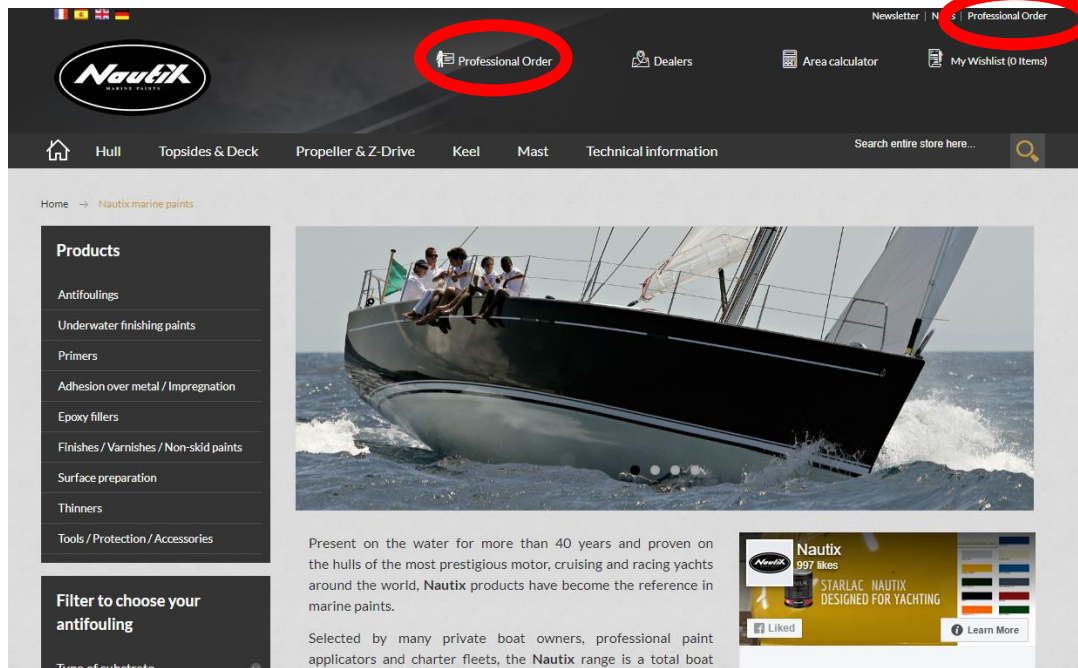 Newsletter | N s | Professional Order
Professional Order
Dealers
Area calculator
My Wishlist (0 Items)
NautiX
MARINE PAINTS
Hull
Topsides & Deck
Propeller & Z-Drive
Keel
Mast
Technical information
Search entire store here...
Home → Nautix marine paints
Products
Antifoulings
Underwater finishing paints
Primers
Adhesion over metal / Impregnation
Epoxy fillers
Finishes / Varnishes / Non-skid paints
Surface preparation
Thinners
Tools / Protection / Accessories
Filter to choose your
antifouling
Type of substrate
Present on the water for more than 40 years and proven on
the hulls of the most prestigious motor, cruising and racing yachts
around the world, Nautix products have become the reference in
marine paints.
Selected by many private boat owners, professional paint
applicators and charter fleets, the Nautix range is a total boat
Nautix
997 likes
NautiX
STARLAC NAUTIX
DESIGNED FOR YACHTING
Liked
Learn More